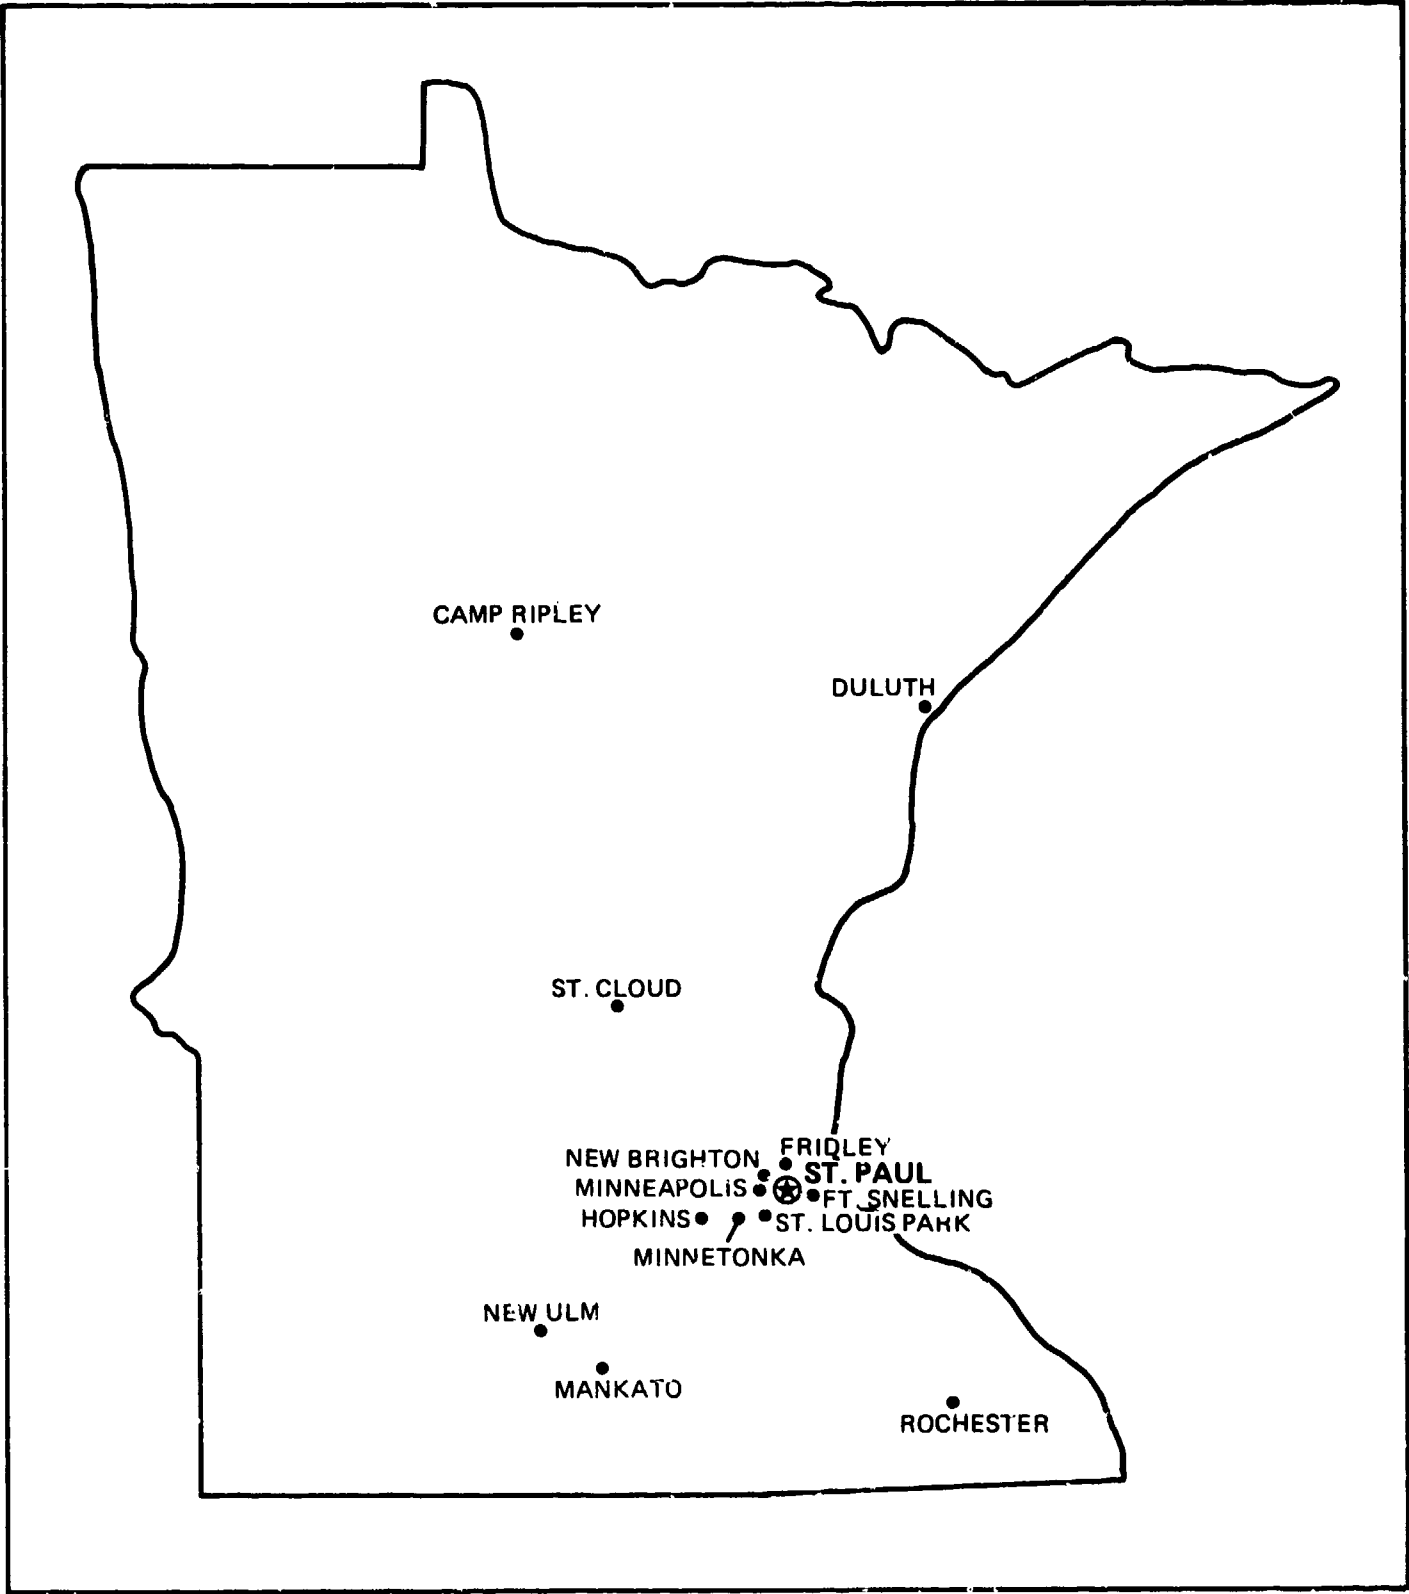 CAMP RIPLEY
DULUTH
ST. CLOUD
FRIDLEY
NEW BRIGHTON
ST. PAUL
MINNEAPOLIS
FT. SNELLING
HOPKINS
ST. LOUIS PARK
MINNETONKA
NEW ULM
MANKATO
ROCHESTER